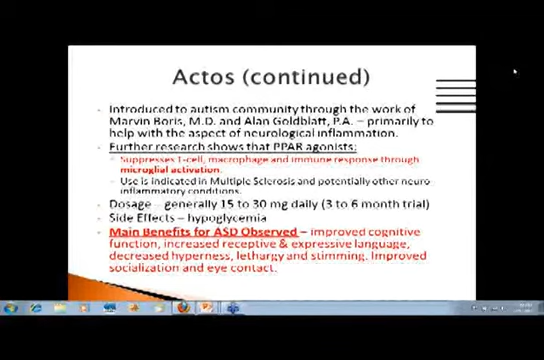 Actos (continued)
- Introduced to autism community through the work of
Marvin Boris, M.D. and Alan Goldblatt, P.A. – primarily to
help with the aspect of neurological inflammation.
- Further research shows that PPAR agonists:
Suppresses T-cell, macrophage and immune response through
microglial activation.
Use is indicated in Multiple Sclerosis and potentially other neuro
inflammatory conditions.
- Dosage – generally 15 to 30 mg daily (3 to 6 month trial)
- Side Effects – hypoglycemia
- Main Benefits for ASD Observed – improved cognitive
function, increased receptive & expressive language,
decreased hyperness, lethargy and stimming. Improved
socialization and eye contact.